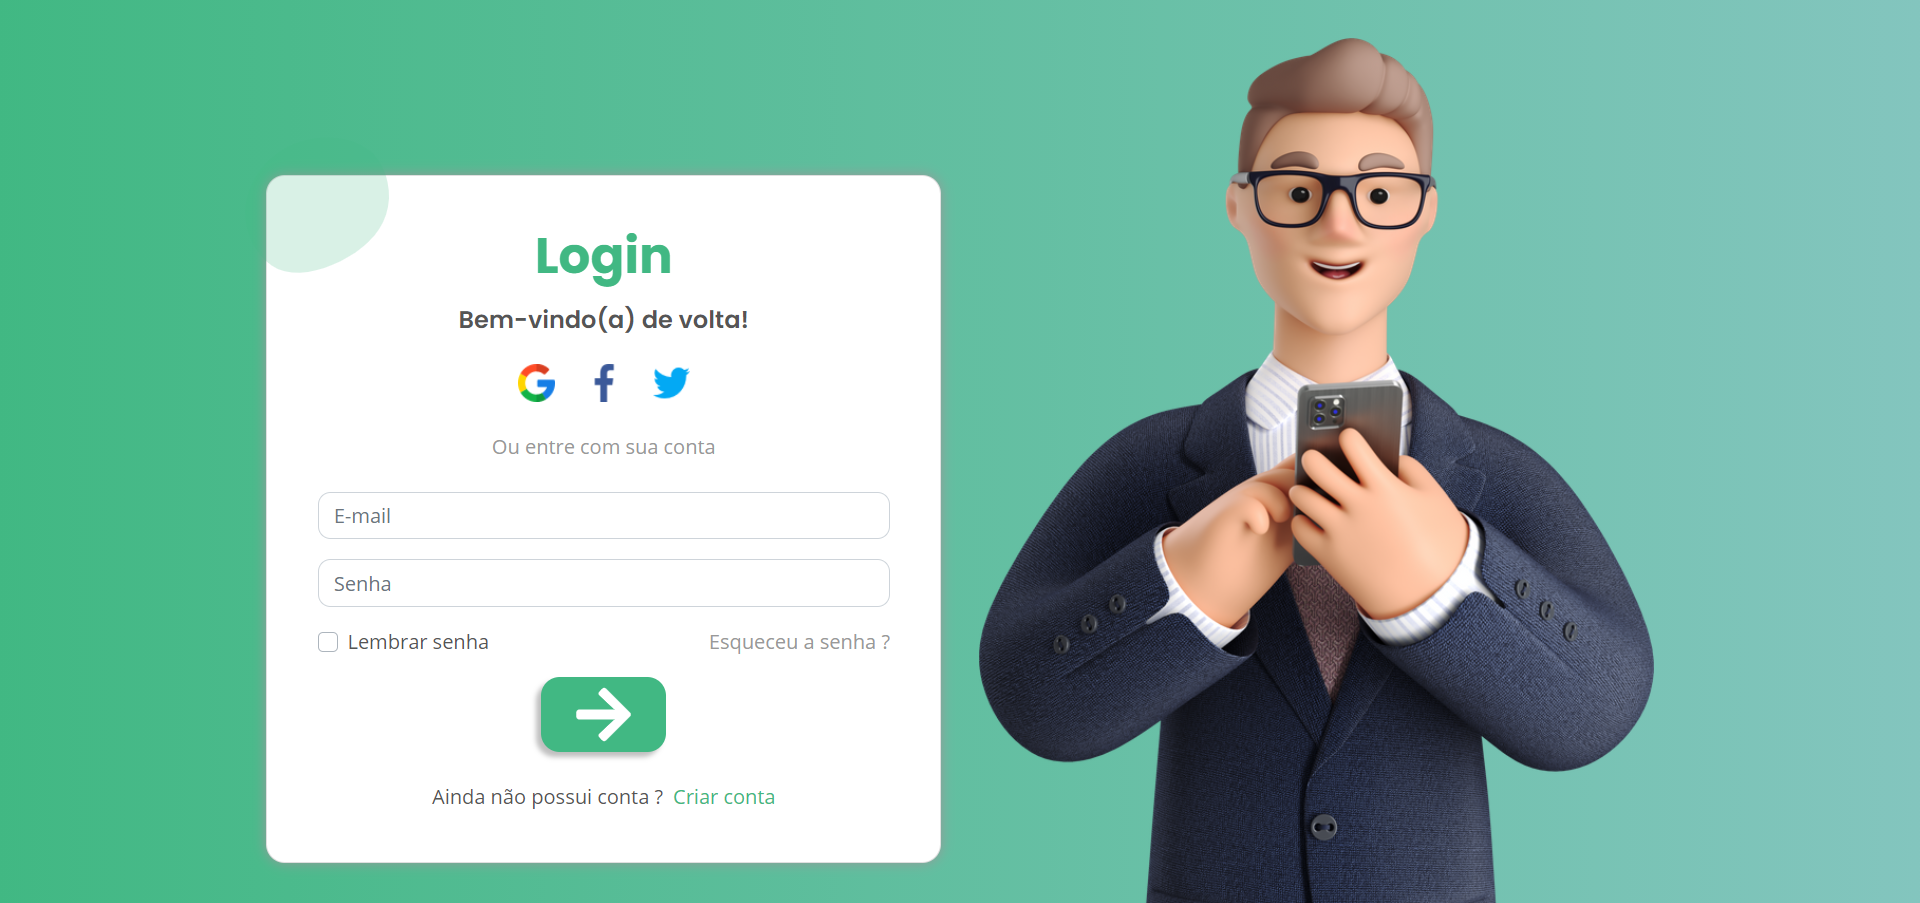 Login
Bem-vindo(a) de volta!
Ou entre com sua conta
E-mail
Senha
Lembrar senha
Esqueceu a senha ?
Ainda não possui conta ? Criar conta